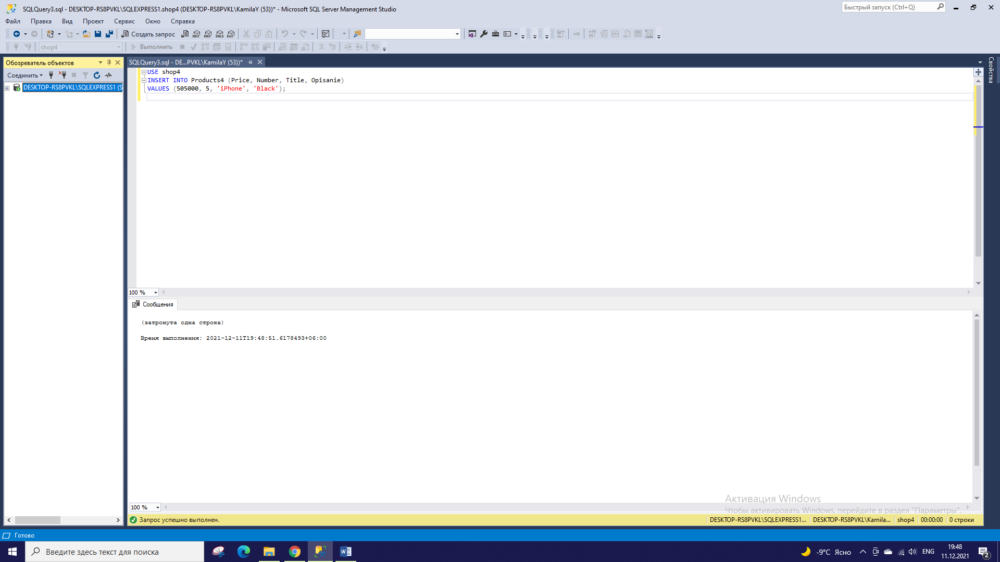 SQLQuery3.sql - DESKTOP-RS8PVKL\SQLEXPRESS1.shop4 (DESKTOP-RS8PVKL\KamilaY (53))* - Microsoft SQL Server Management Studio
Быстрый запуск (Ctrl+Q)
Файл Правка Вид Проект Сервис Окно Справка
Создать запрос MDX DMX XMLA DAX
shop4 Выполнить
Обозреватель объектов
SQLQuery3.sql - DE...PVKL\KamilaY (53))*
Свойства
Соединить
DESKTOP-RS8PVKL\SQLEXPRESS1 (S
USE shop4
INSERT INTO Products4 (Price, Number, Title, Opisanie)
VALUES (505000, 5, 'iPhone', 'Black');
100 %
Сообщения
(затронута одна строка)
Время выполнения: 2021-12-11T19:48:51.6178493+06:00
Активация Windows
Чтобы активировать Windows, перейдите в раздел "Параметры".
100 %
Запрос успешно выполнен.
DESKTOP-RS8PVKL\SQLEXPRESS1... DESKTOP-RS8PVKL\Kamila... shop4 00:00:00 0 строки
Готово
Введите здесь текст для поиска
-9°C Ясно
ENG
19:48
11.12.2021
2